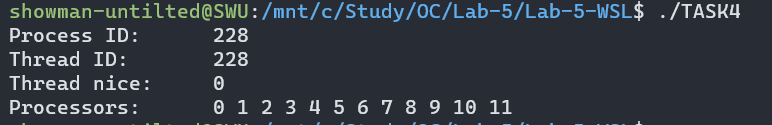 showman-untilted@SWU:/mnt/c/Study/OC/Lab-5/Lab-5-WSL$ ./TASK4
Process ID:      228
Thread ID:       228
Thread nice:     0
Processors:      0 1 2 3 4 5 6 7 8 9 10 11